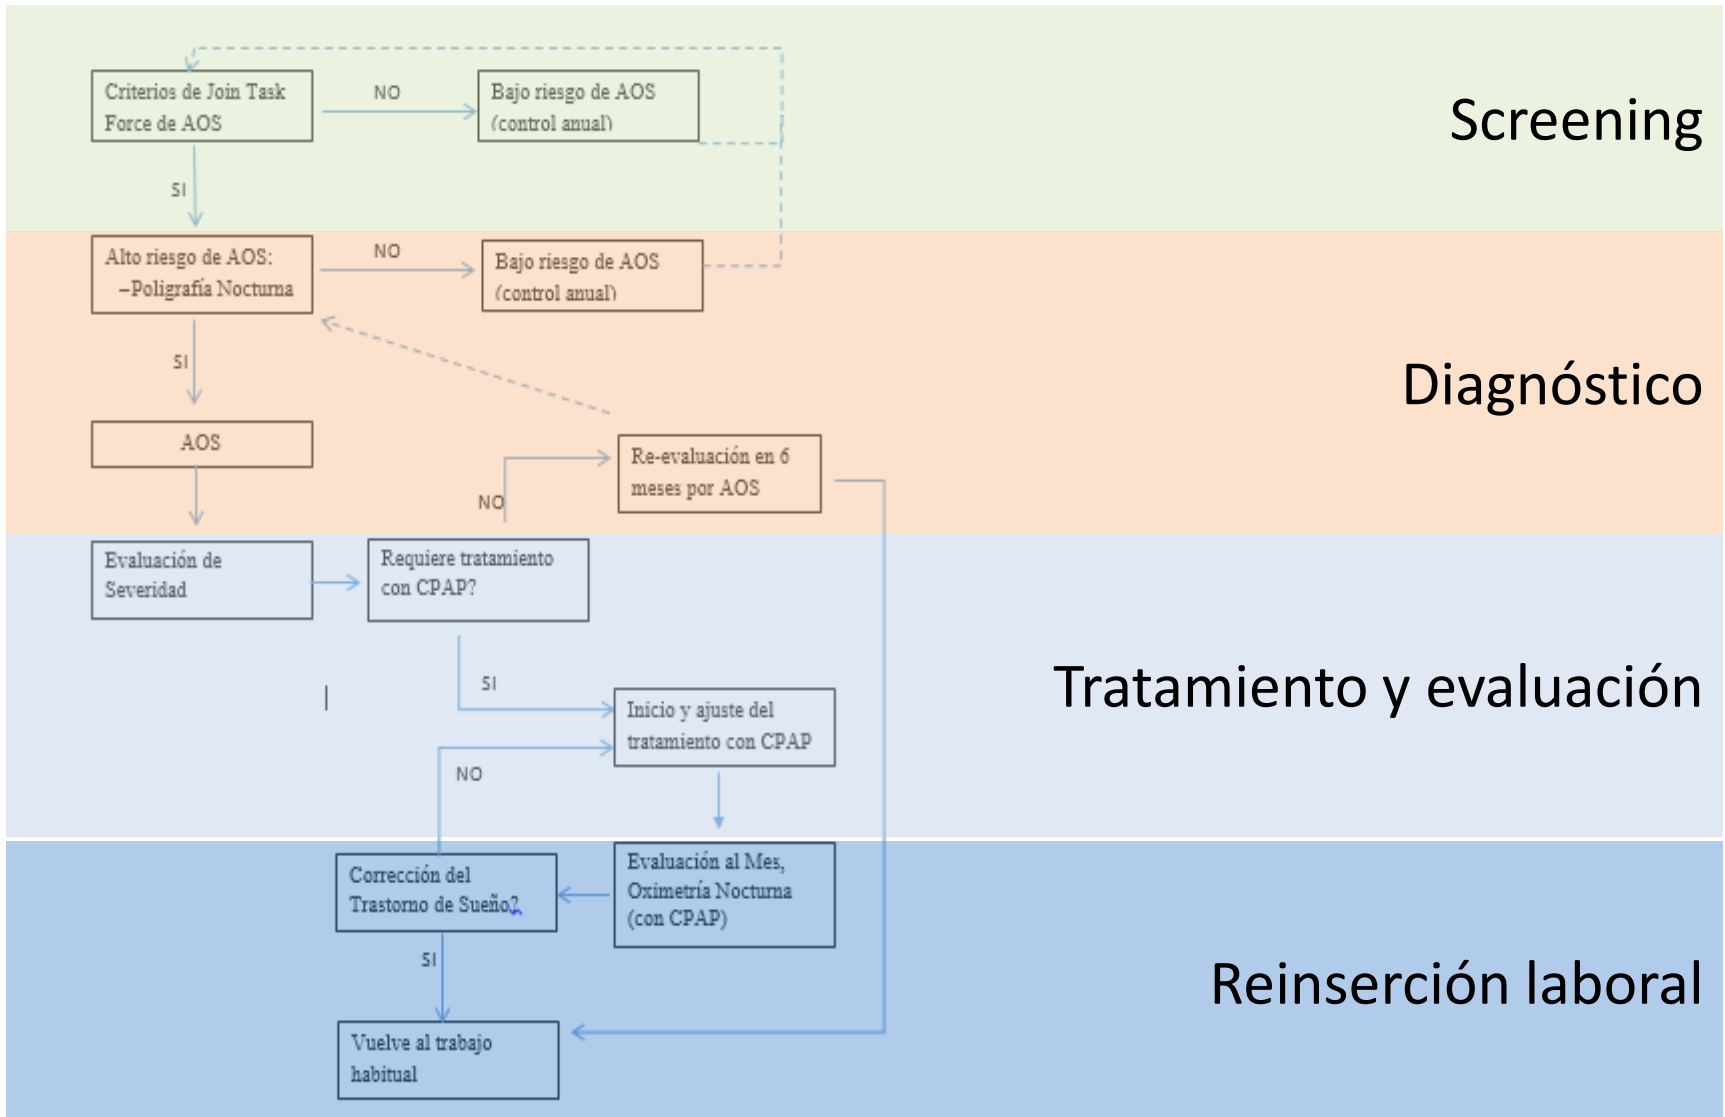 Criterios de Join Task
Force de AOS
NO
Bajo riesgo de AOS
(control anual)
Screening
SI
Alto riesgo de AOS:
–Poligrafía Nocturna
NO
Bajo riesgo de AOS
(control anual)
SI
Diagnóstico
AOS
Re-evaluación en 6
meses por AOS
NO
Evaluación de
Severidad
Requiere tratamiento
con CPAP?
SI
Tratamiento y evaluación
Inicio y ajuste del
tratamiento con CPAP
NO
Corrección del
Trastorno de Sueño?
Evaluación al Mes,
Oximetría Nocturna
(con CPAP)
SI
Reinserción laboral
Vuelve al trabajo
habitual